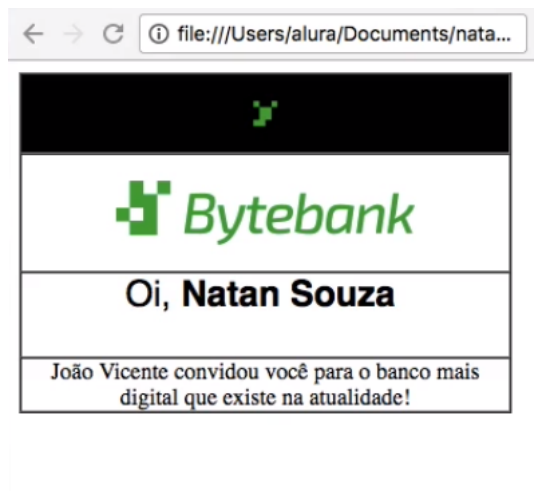 file:///Users/alura/Documents/nata...
Bytebank
Oi, Natan Souza
João Vicente convidou você para o banco mais
digital que existe na atualidade!